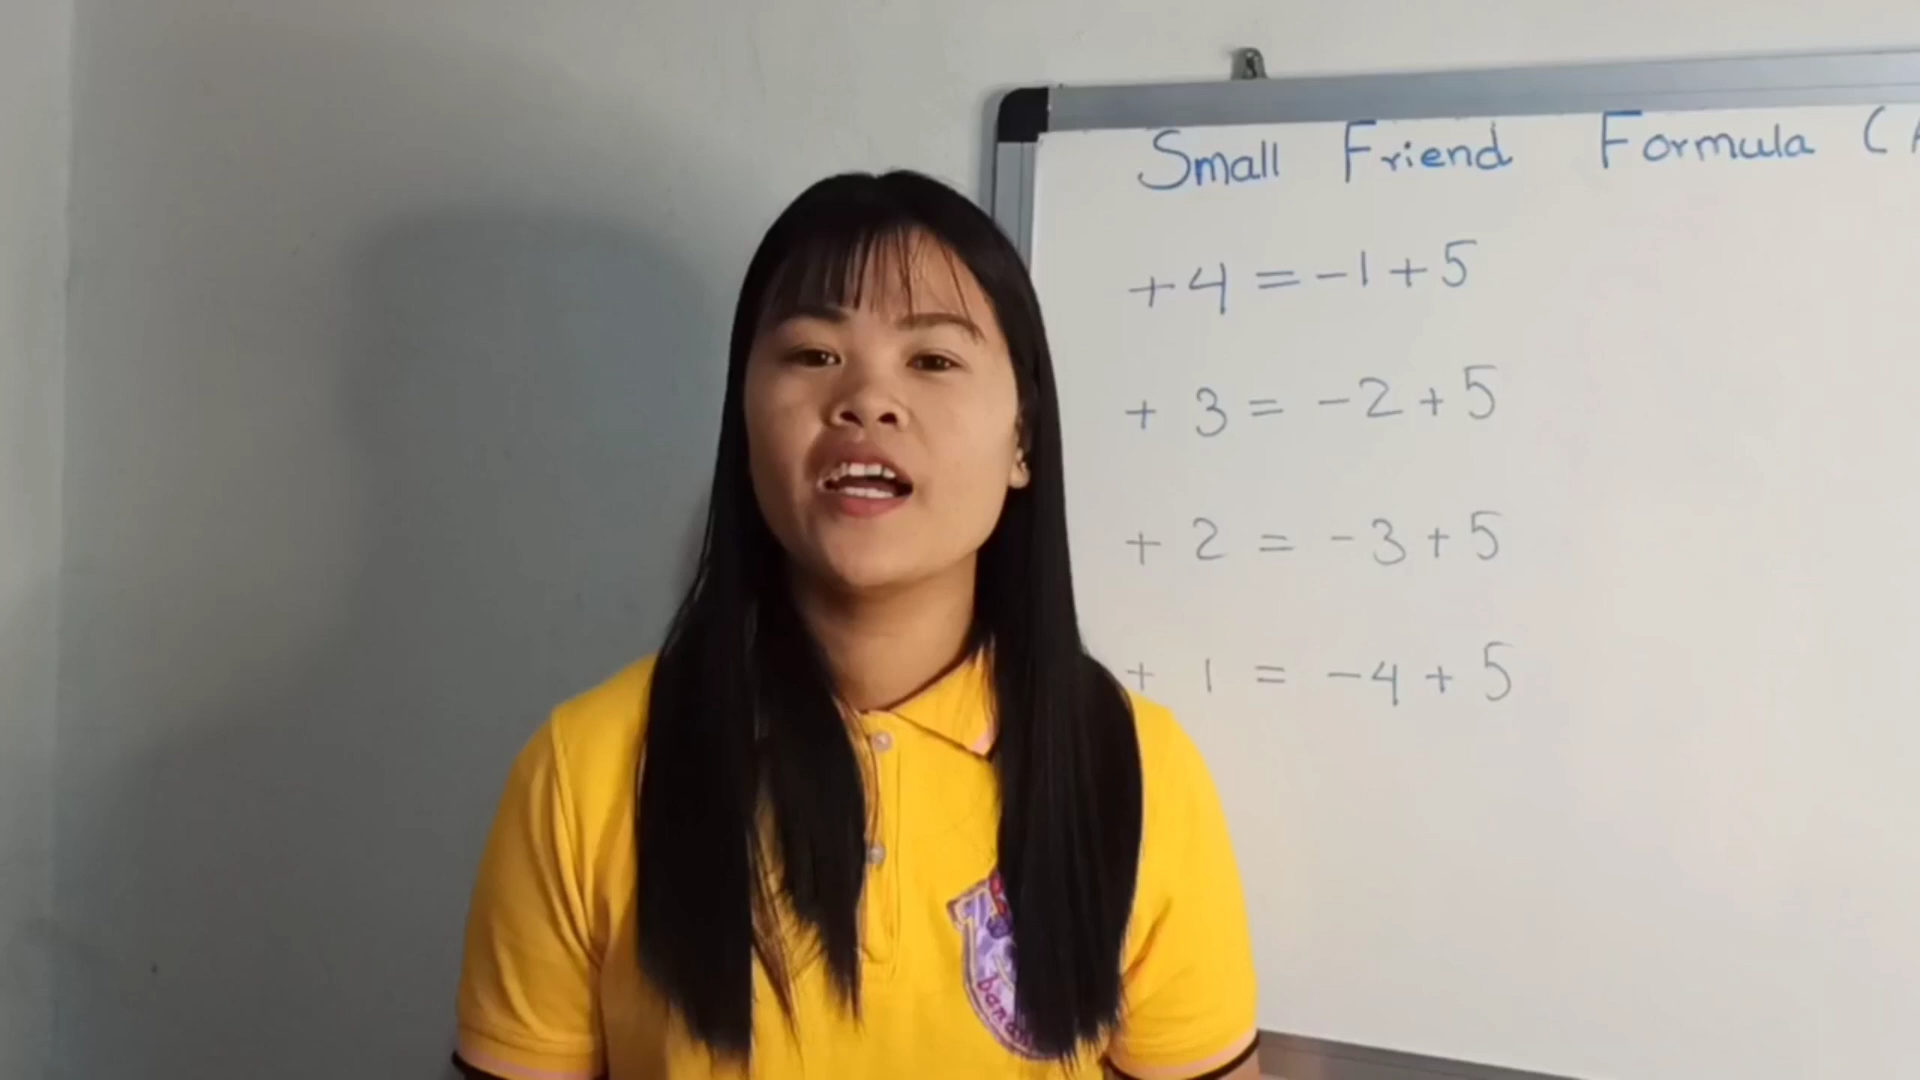 Small Friend Formula (
+4 = -1+5
+ 3 = -2+5
+ 2 = -3+5
+ 1 = -4+5